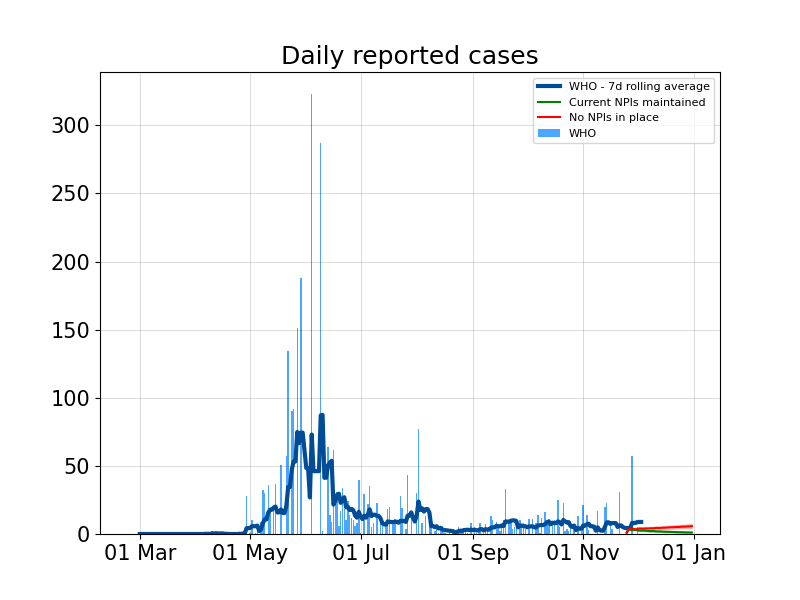 Daily reported cases
WHO - 7d rolling average
Current NPIs maintained
No NPIs in place
WHO
300
250
200
150
100
50
0
01 Mar 01 May 01 Jul 01 Sep 01 Nov 01 Jan